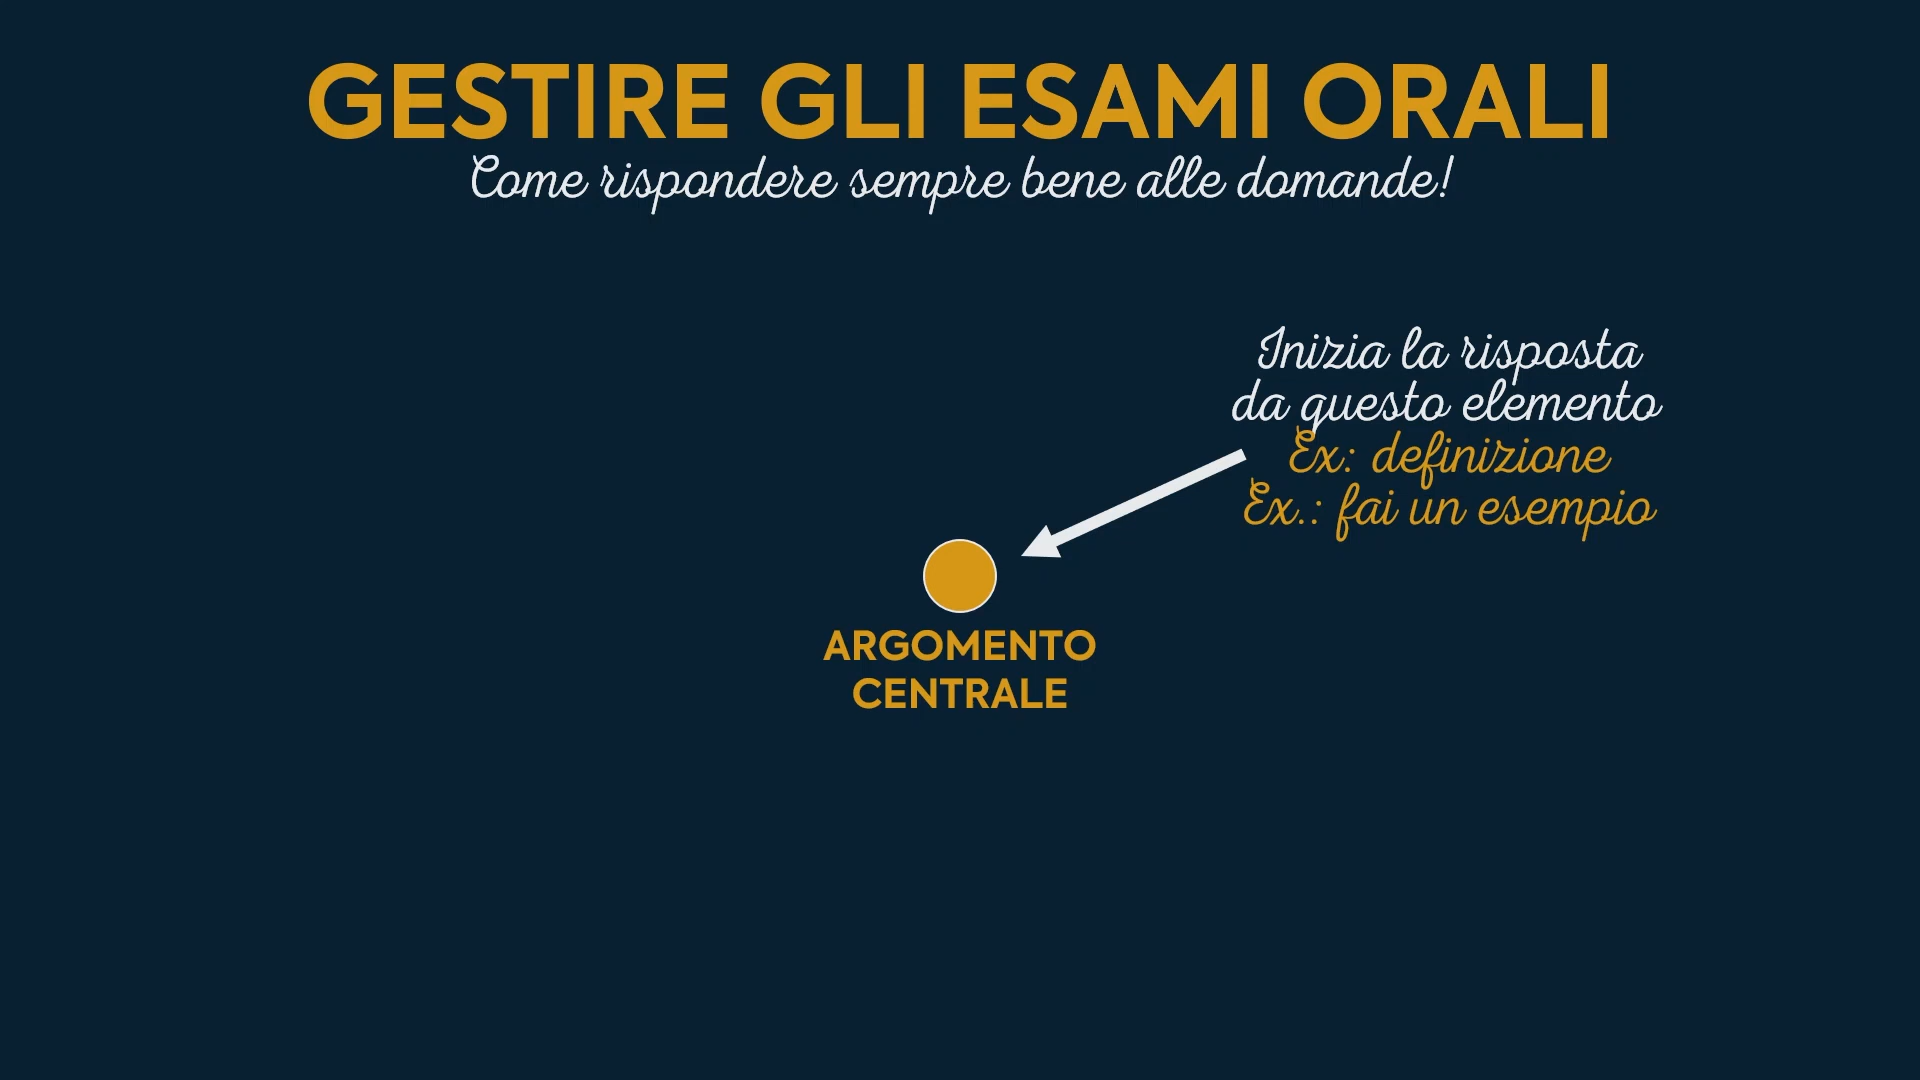 GESTIRE GLI ESAMI ORALI
Come rispondere sempre bene alle domande!
Inizia la risposta
da questo elemento
Ex: definizione
Ex.: fai un esempio
ARGOMENTO
CENTRALE